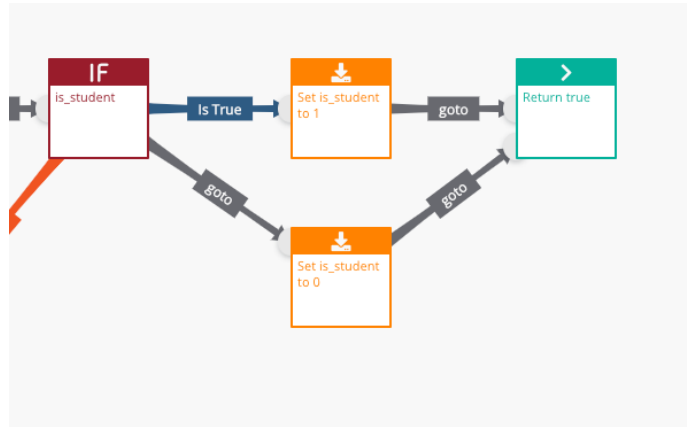 IF
is_student
Is True
Set is_student
to 1
goto
Return true
goto
goto
Set is_student
to 0